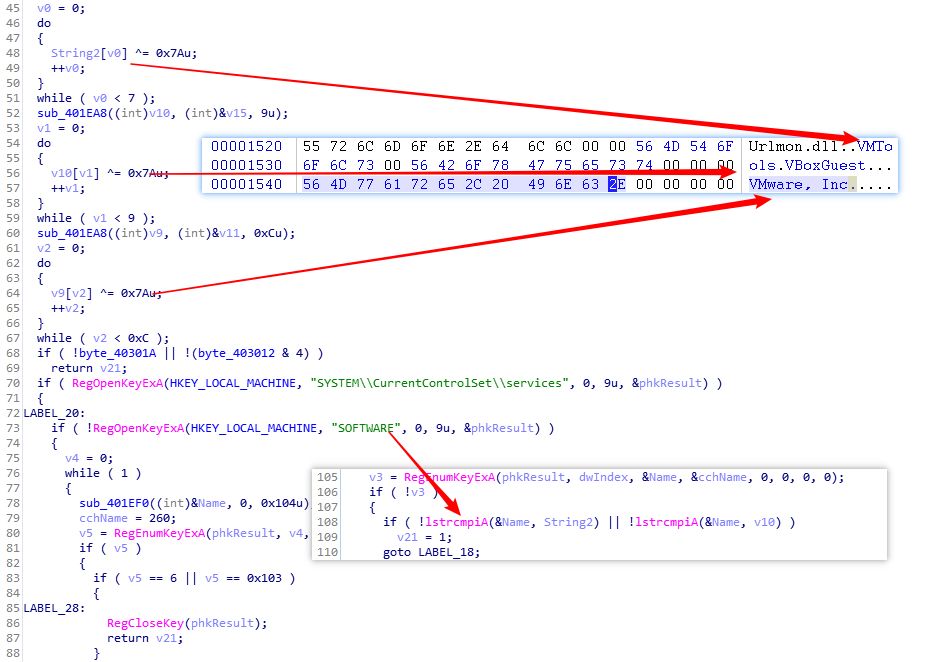 45 v0 = 0;
46 do
47 {
48 String2[v0] ^= 0x7Au;
49 ++v0;
50 }
51 while ( v0 < 7 );
52 sub_401EA8((int)v10, (int)&v15, 9u);
53 v1 = 0;
54 do
55 {
56 v10[v1] ^= 0x7Au;
57 ++v1;
58 }
59 while ( v1 < 9 );
60 sub_401EA8((int)v9, (int)&v11, 0xCu);
61 v2 = 0;
62 do
63 {
64 v9[v2] ^= 0x7Au;
65 ++v2;
66 }
67 while ( v2 < 0xC );
68 if ( !byte_40301A || !(byte_403012 & 4) )
69 return v21;
70 if ( RegOpenKeyExA(HKEY_LOCAL_MACHINE, "SYSTEM\\CurrentControlSet\\services", 0, 9u, &phkResult) )
71 {
72 LABEL_20:
73 if ( !RegOpenKeyExA(HKEY_LOCAL_MACHINE, "SOFTWARE", 0, 9u, &phkResult) )
74 {
75 v4 = 0;
76 while ( 1 )
77 {
78 sub_401EF0((int)&Name, 0, 0x104u)
79 cchName = 260;
80 v5 = RegEnumKeyExA(phkResult, v4,
81 if ( v5 )
82 {
83 if ( v5 == 6 || v5 == 0x103 )
84 {
85 LABEL_28:
86 RegCloseKey(phkResult);
87 return v21;
88 }
00001520 55 72 6C 6D 6F 6E 2E 64 6C 6C 00 00 56 4D 54 6F Urlmon.dll..VMTo
00001530 6F 6C 73 00 56 42 6F 78 47 75 65 73 74 00 00 00 ols.VBoxGuest...
00001540 56 4D 77 61 72 65 2C 20 49 6E 63 2E 00 00 00 00 VMware, Inc.....
105 v3 = RegEnumKeyExA(phkResult, dwIndex, &Name, &cchName, 0, 0, 0, 0);
106 if ( !v3 )
107 {
108 if ( !lstrcmpiA(&Name, String2) || !lstrcmpiA(&Name, v10) )
109 v21 = 1;
110 goto LABEL_18;